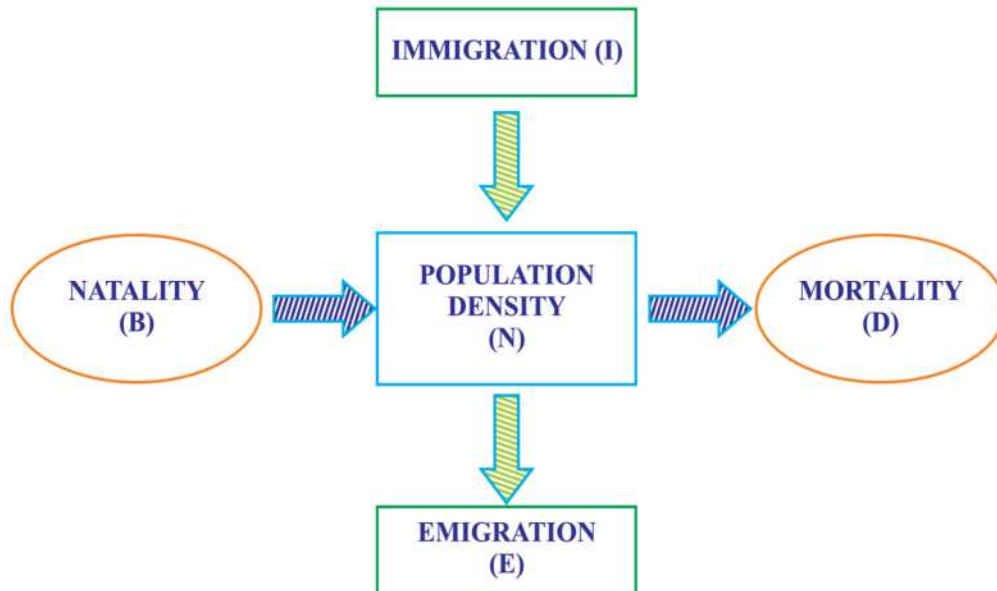 IMMIGRATION (I)
NATALITY
(B)
POPULATION
DENSITY
(N)
MORTALITY
(D)
EMIGRATION
(E)